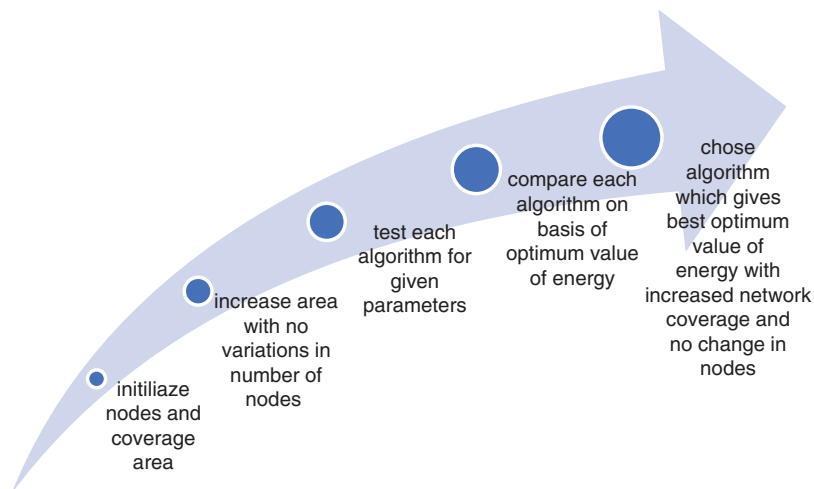 initiliaze
nodes and
coverage
area
increase area
with no
variations in
number of
nodes
test each
algorithm for
given
parameters
compare each
algorithm on
basis of
optimum value
of energy
chose
algorithm
which gives
best optimum
value of
energy with
increased network
coverage and
no change in
nodes